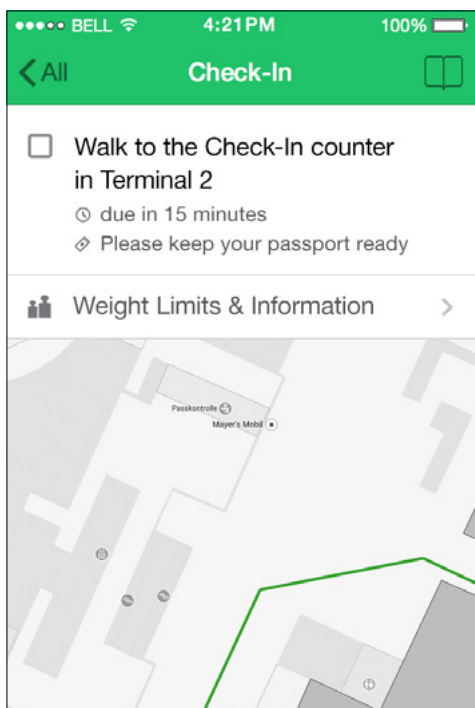 BELL 4:21 PM 100%
All Check-In
Walk to the Check-In counter
in Terminal 2
due in 15 minutes
Please keep your passport ready
Weight Limits & Information
Passkontrolle
Mayer's Mobil